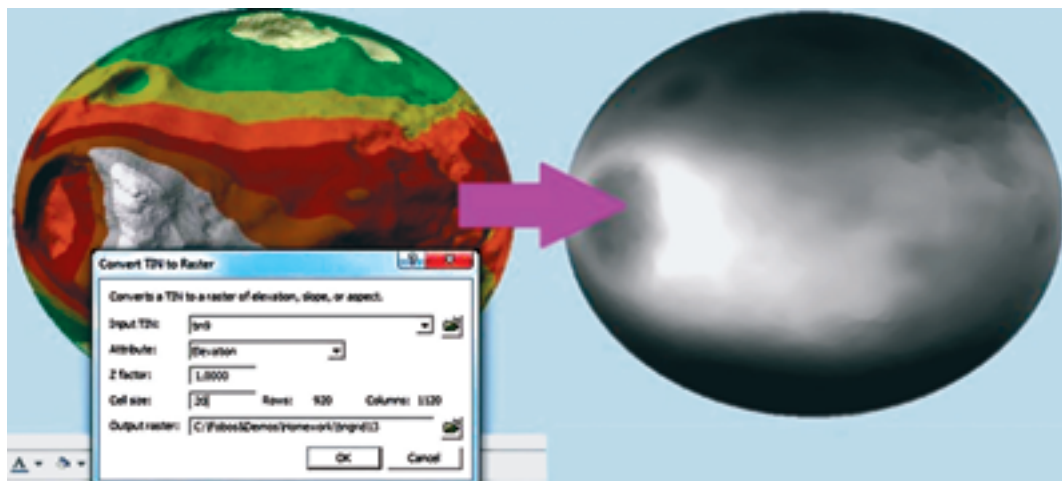 Convert TIN to Raster
Converts a TIN to a raster of elevation, slope, or aspect.
Input TIN:
Attribute: Elevation
Z factor: 1,0000
Cell size: 20 Rows: 920 Columns: 1120
Output raster:
OK Cancel
A